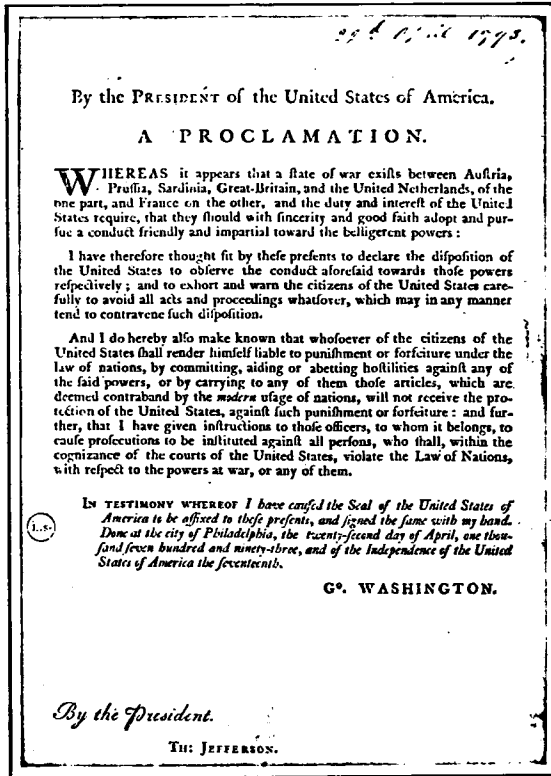 29th April 1793.
By the PRESIDENT of the United States of America.
A PROCLAMATION.
WHEREAS it appears that a ſtate of war exiſts between Auſtria,
Pruſſia, Sardinia, Great-Britain, and the United Netherlands, of the
one part, and France on the other, and the duty and intereſt of the United
States require, that they ſhould with ſincerity and good faith adopt and pur-
ſue a conduct friendly and impartial toward the belligerent powers :
I have therefore thought fit by theſe preſents to declare the diſpoſition of
the United States to obſerve the conduct aforeſaid towards thoſe powers
reſpectively ; and to exhort and warn the citizens of the United States care-
fully to avoid all acts and proceedings whatſover, which may in any manner
tend to contravene ſuch diſpoſition.
And I do hereby alſo make known that whoſoever of the citizens of the
United States ſhall render himſelf liable to puniſhment or forfeiture under the
law of nations, by committing, aiding or abetting hoſtilities againſt any of
the ſaid powers, or by carrying to any of them thoſe articles, which are
deemed contraband by the modern uſage of nations, will not receive the pro-
tection of the United States, againſt ſuch puniſhment or forfeiture : and fur-
ther, that I have given inſtructions to thoſe officers, to whom it belongs, to
cauſe proſecutions to be inſtituted againſt all perſons, who ſhall, within the
cognizance of the courts of the United States, violate the Law of Nations,
with reſpect to the powers at war, or any of them.
IN TESTIMONY WHEREOF I have cauſed the Seal of the United States of
America to be affixed to theſe preſents, and ſigned the ſame with my hand.
L.S.
Done at the city of Philadelphia, the twenty-ſecond day of April, one thou-
ſand ſeven hundred and ninety-three, and of the Independence of the United
States of America the ſeventeenth.
Gº. WASHINGTON.
By the Preſident.
TH: JEFFERSON.